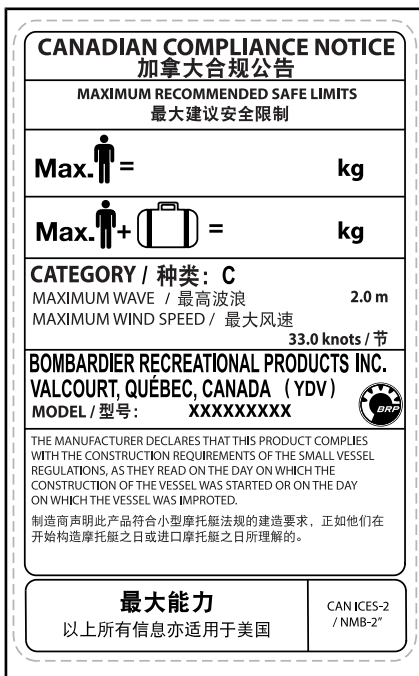 CANADIAN COMPLIANCE NOTICE
加拿大合规公告
MAXIMUM RECOMMENDED SAFE LIMITS
最大建议安全限制
Max. = kg
Max. + = kg
CATEGORY / 种类: C
MAXIMUM WAVE / 最高波浪 2.0 m
MAXIMUM WIND SPEED / 最大风速
33.0 knots / 节
BOMBARDIER RECREATIONAL PRODUCTS INC.
VALCOURT, QUÉBEC, CANADA (YDV)
MODEL / 型号: XXXXXXXXX
BRP
THE MANUFACTURER DECLARES THAT THIS PRODUCT COMPLIES
WITH THE CONSTRUCTION REQUIREMENTS OF THE SMALL VESSEL
REGULATIONS, AS THEY READ ON THE DAY ON WHICH THE
CONSTRUCTION OF THE VESSEL WAS STARTED OR ON THE DAY
ON WHICH THE VESSEL WAS IMPROTED.
制造商声明此产品符合小型摩托艇法规的建造要求，正如他们在
开始构造摩托艇之日或进口摩托艇之日所理解的。
最大能力
以上所有信息亦适用于美国
CAN ICES-2
/ NMB-2"